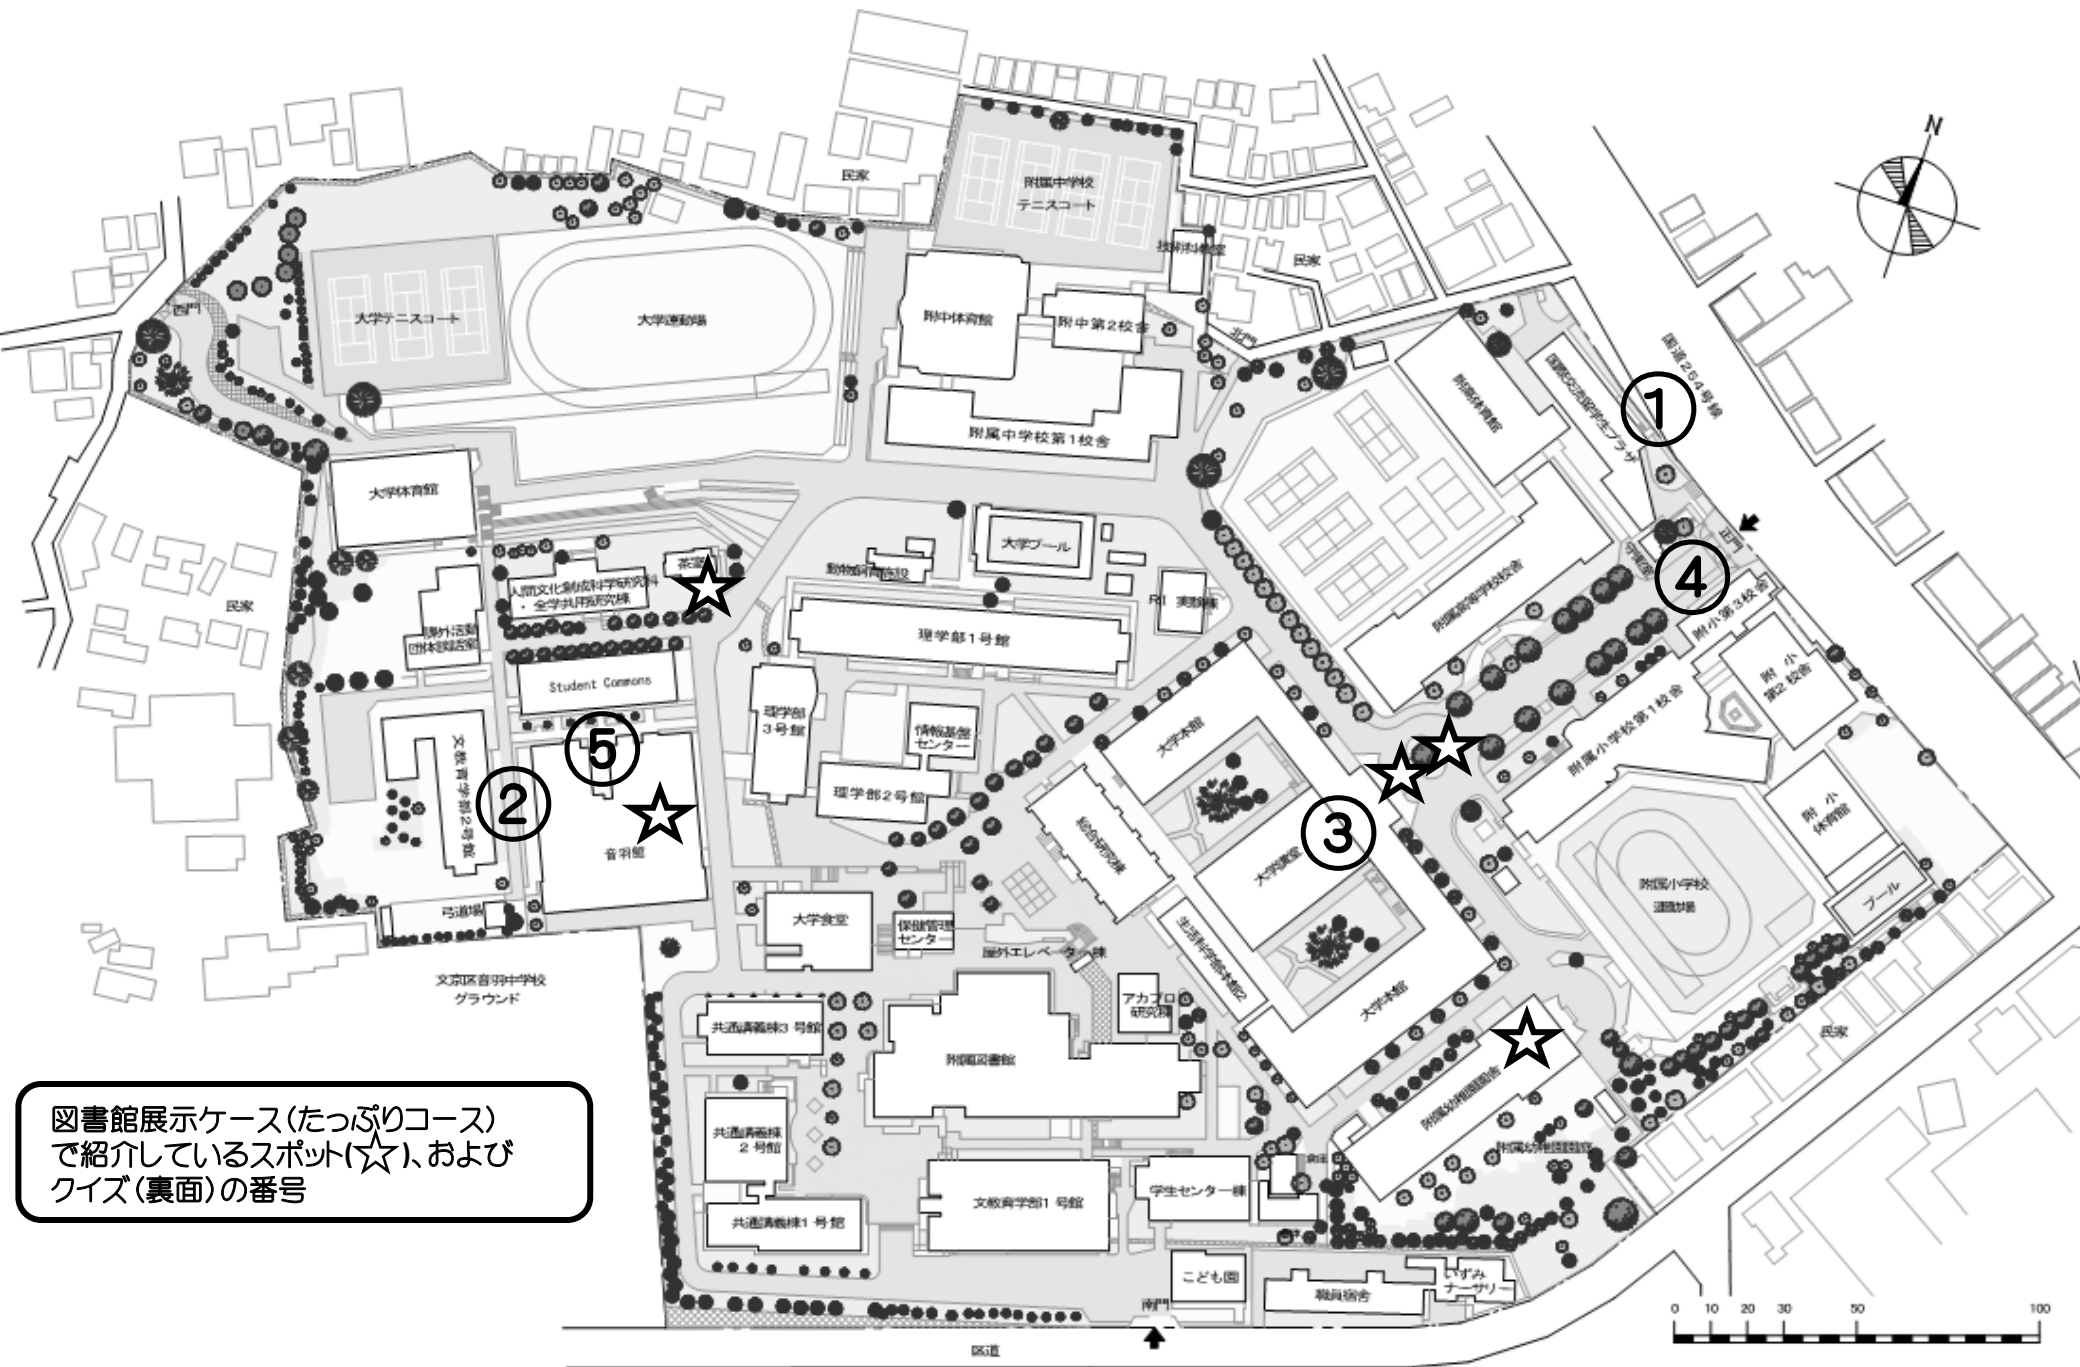 N
民家
附属中学校
テニスコート
技術科教室
民家
西門
大学テニスコート
大学運動場
附中体育館
附中第2校舎
北門
国道254号線
附高体育館
国際交流留学生プラザ
①
附属中学校第1校舎
大学体育館
正門
守衛室
④
大学プール
茶室
動物飼育施設
人間文化創成科学研究科
・全学共用研究棟
RI 実験棟
附属高等学校校舎
附小第3校舎
民家
課外活動
団体談話室
理学部1号館
附小
第2校舎
Student Commons
理学部
3号館
情報基盤
センター
大学本館
附属小学校第1校舎
⑤
文教育学部2号館
②
理学部2号館
③
附小
体育館
音羽館
総合研究棟
大学講堂
附属小学校
運動場
プール
弓道場
大学食堂
保健管理
センター
屋外エレベーター棟
生活科学部本館2
文京区音羽中学校
グラウンド
アカプロ
研究棟
大学本館
共通講義棟3号館
附属図書館
民家
附属幼稚園園舎
図書館展示ケース(たっぷりコース)
で紹介しているスポット(☆)、および
クイズ(裏面)の番号
共通講義棟
2号館
附属幼稚園園庭
倉庫
学生センター棟
文教育学部1号館
共通講義棟1号館
こども園
いずみ
ナーサリー
職員宿舎
南門
区道
0 10 20 30 50 100